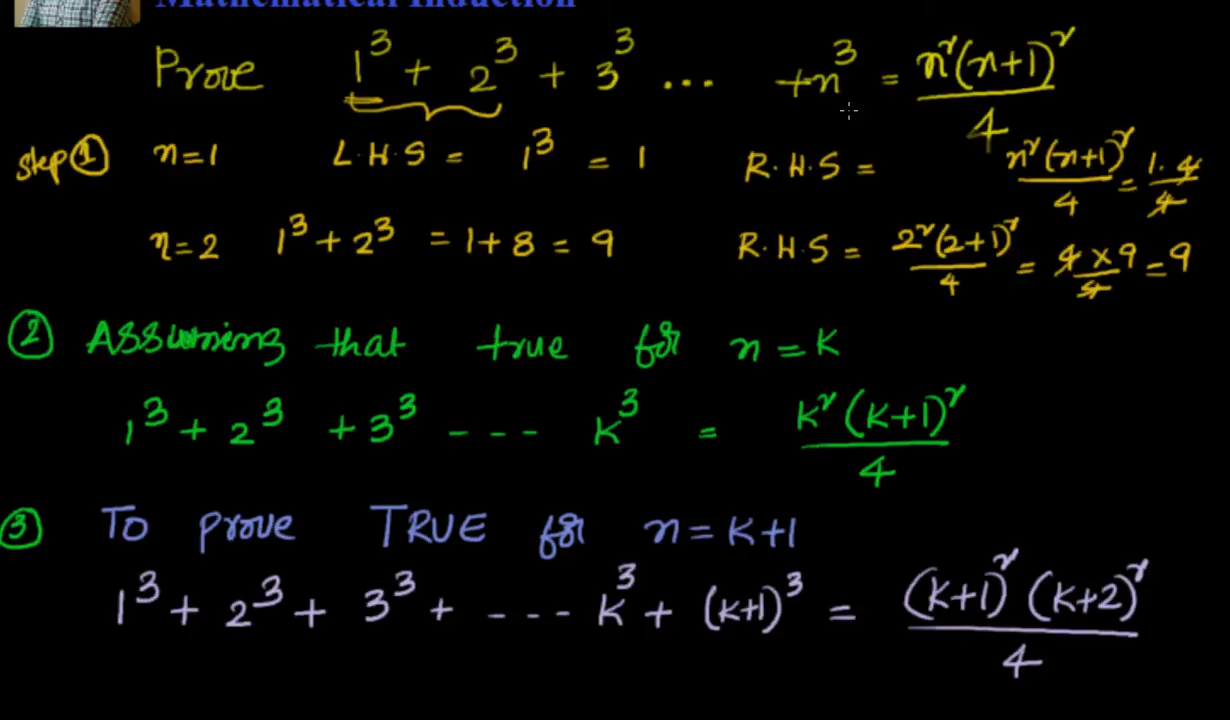 Mathematical Induction
Prove 1³ + 2³ + 3³ ... +n³ = n²(n+1)²/4
Step ① n=1 L.H.S = 1³ = 1 R.H.S = n²(n+1)²/4 = 1.4/4
n=2 1³+2³ = 1+8 = 9 R.H.S = 2²(2+1)²/4 = 4×9/4 = 9
② Assuming that true for n=K
1³ + 2³ + 3³ - - - K³ = K²(K+1)²/4
③ To prove TRUE for n=K+1
1³ + 2³ + 3³ + - - - K³ + (K+1)³ = (K+1)²(K+2)²/4